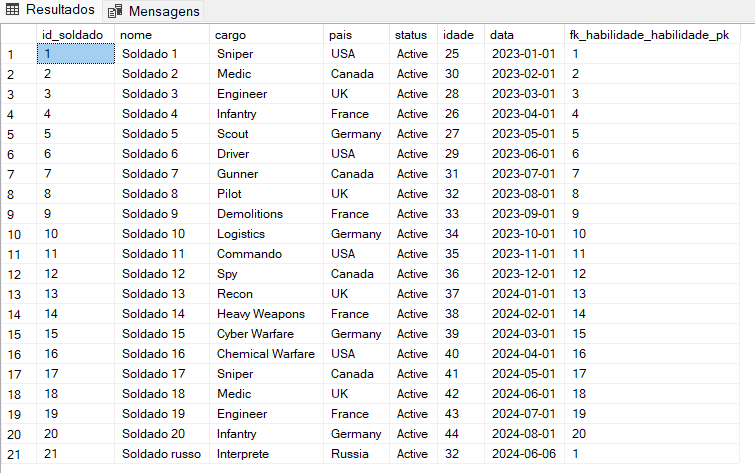 Resultados Mensagens
id_soldado nome cargo pais status idade data fk_habilidade_habilidade_pk
1 1 Soldado 1 Sniper USA Active 25 2023-01-01 1
2 2 Soldado 2 Medic Canada Active 30 2023-02-01 2
3 3 Soldado 3 Engineer UK Active 28 2023-03-01 3
4 4 Soldado 4 Infantry France Active 26 2023-04-01 4
5 5 Soldado 5 Scout Germany Active 27 2023-05-01 5
6 6 Soldado 6 Driver USA Active 29 2023-06-01 6
7 7 Soldado 7 Gunner Canada Active 31 2023-07-01 7
8 8 Soldado 8 Pilot UK Active 32 2023-08-01 8
9 9 Soldado 9 Demolitions France Active 33 2023-09-01 9
10 10 Soldado 10 Logistics Germany Active 34 2023-10-01 10
11 11 Soldado 11 Commando USA Active 35 2023-11-01 11
12 12 Soldado 12 Spy Canada Active 36 2023-12-01 12
13 13 Soldado 13 Recon UK Active 37 2024-01-01 13
14 14 Soldado 14 Heavy Weapons France Active 38 2024-02-01 14
15 15 Soldado 15 Cyber Warfare Germany Active 39 2024-03-01 15
16 16 Soldado 16 Chemical Warfare USA Active 40 2024-04-01 16
17 17 Soldado 17 Sniper Canada Active 41 2024-05-01 17
18 18 Soldado 18 Medic UK Active 42 2024-06-01 18
19 19 Soldado 19 Engineer France Active 43 2024-07-01 19
20 20 Soldado 20 Infantry Germany Active 44 2024-08-01 20
21 21 Soldado russo Interprete Russia Active 32 2024-06-06 1